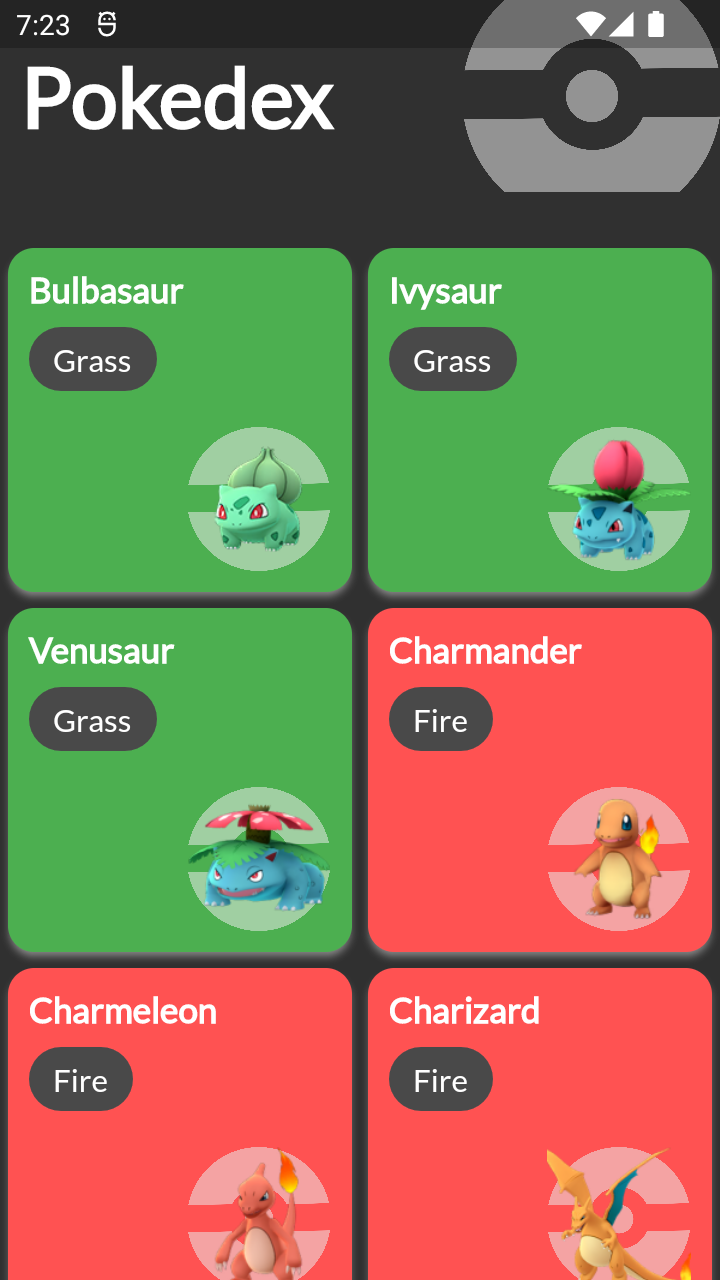 7:23
Pokedex
Bulbasaur
Grass
Ivysaur
Grass
Venusaur
Grass
Charmander
Fire
Charmeleon
Fire
Charizard
Fire